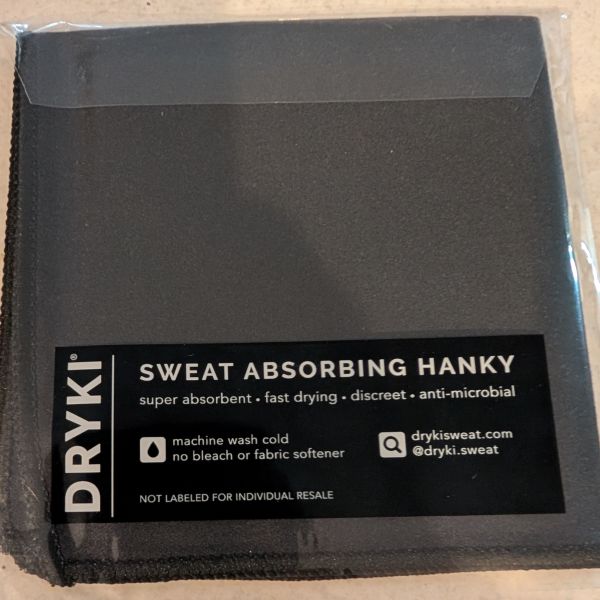 DRYKI®
SWEAT ABSORBING HANKY
super absorbent • fast drying • discreet • anti-microbial
machine wash cold
no bleach or fabric softener
drykisweat.com
@dryki.sweat
NOT LABELED FOR INDIVIDUAL RESALE